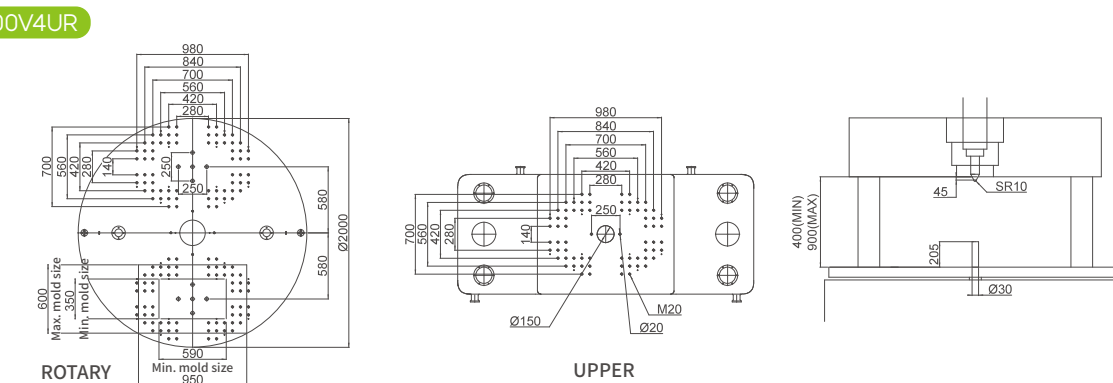 00V4UR
980
840
700
560
420
280
700
560
420
280
140
250
250
580
580
Ø2000
600
Max. mold size
350
Min. mold size
590
Min. mold size
950
ROTARY
980
840
700
560
420
280
250
700
560
420
280
140
M20
Ø150
Ø20
UPPER
45
SR10
400(MIN)
900(MAX)
205
Ø30